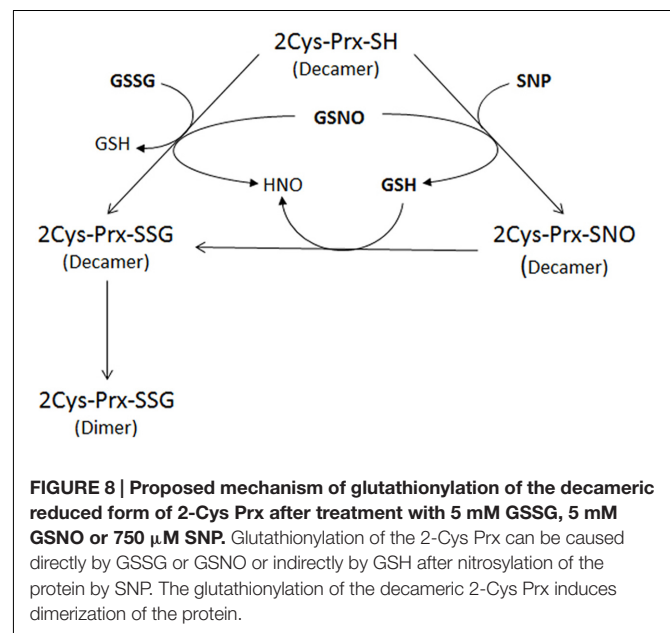 2Cys-Prx-SH
(Decamer)
GSSG
SNP
GSNO
GSH
HNO
GSH
2Cys-Prx-SSG
(Decamer)
2Cys-Prx-SNO
(Decamer)
2Cys-Prx-SSG
(Dimer)
FIGURE 8 | Proposed mechanism of glutathionylation of the decameric
reduced form of 2-Cys Prx after treatment with 5 mM GSSG, 5 mM
GSNO or 750 μM SNP. Glutathionylation of the 2-Cys Prx can be caused
directly by GSSG or GSNO or indirectly by GSH after nitrosylation of the
protein by SNP. The glutathionylation of the decameric 2-Cys Prx induces
dimerization of the protein.